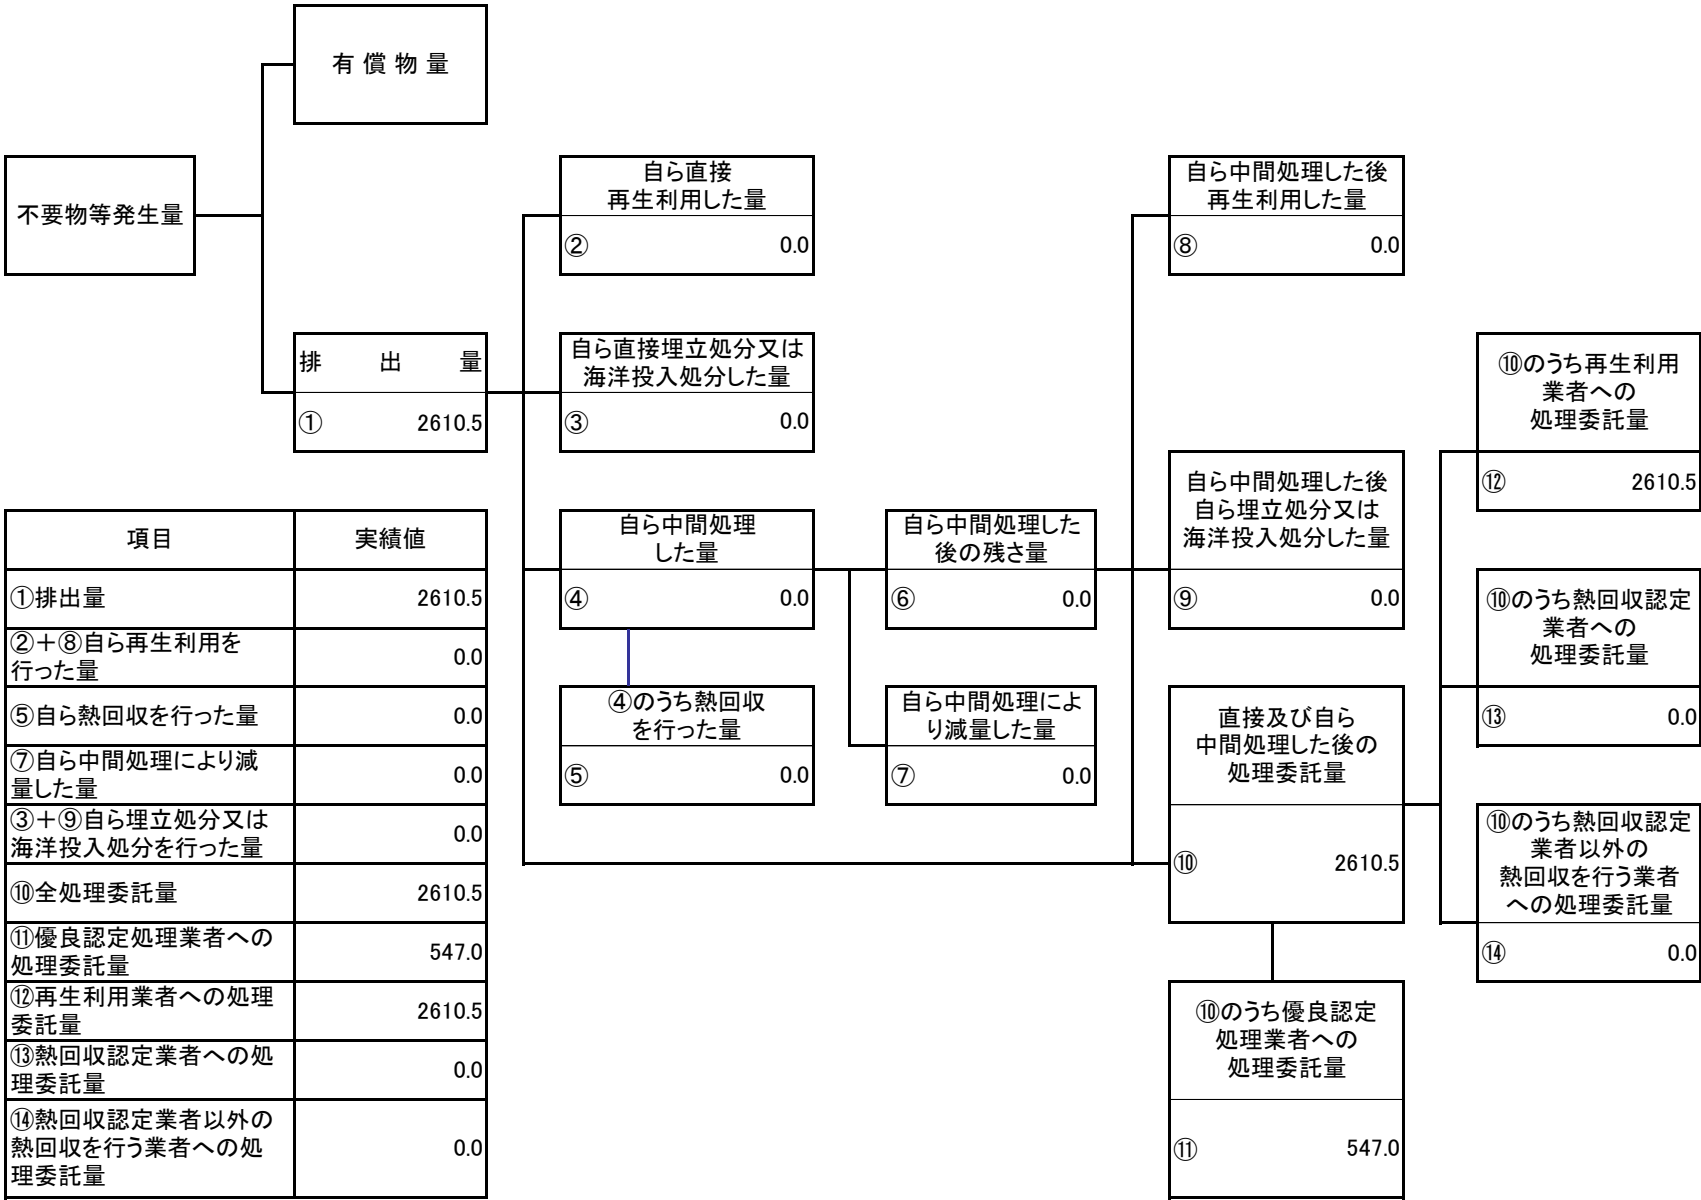 有償物量
不要物等発生量
排出量
① 2610.5
自ら直接
再生利用した量
② 0.0
自ら直接埋立処分又は
海洋投入処分した量
③ 0.0
自ら中間処理
した量
④ 0.0
④のうち熱回収
を行った量
⑤ 0.0
自ら中間処理した
後の残さ量
⑥ 0.0
自ら中間処理によ
り減量した量
⑦ 0.0
自ら中間処理した後
再生利用した量
⑧ 0.0
自ら中間処理した後
自ら埋立処分又は
海洋投入処分した量
⑨ 0.0
直接及び自ら
中間処理した後の
処理委託量
⑩ 2610.5
⑩のうち優良認定
処理業者への
処理委託量
⑪ 547.0
⑩のうち再生利用
業者への
処理委託量
⑫ 2610.5
⑩のうち熱回収認定
業者への
処理委託量
⑬ 0.0
⑩のうち熱回収認定
業者以外の
熱回収を行う業者
への処理委託量
⑭ 0.0
項目 実績値
①排出量 2610.5
②＋⑧自ら再生利用を
行った量 0.0
⑤自ら熱回収を行った量 0.0
⑦自ら中間処理により減
量した量 0.0
③＋⑨自ら埋立処分又は
海洋投入処分を行った量 0.0
⑩全処理委託量 2610.5
⑪優良認定処理業者への
処理委託量 547.0
⑫再生利用業者への処理
委託量 2610.5
⑬熱回収認定業者への処
理委託量 0.0
⑭熱回収認定業者以外の
熱回収を行う業者への処
理委託量 0.0